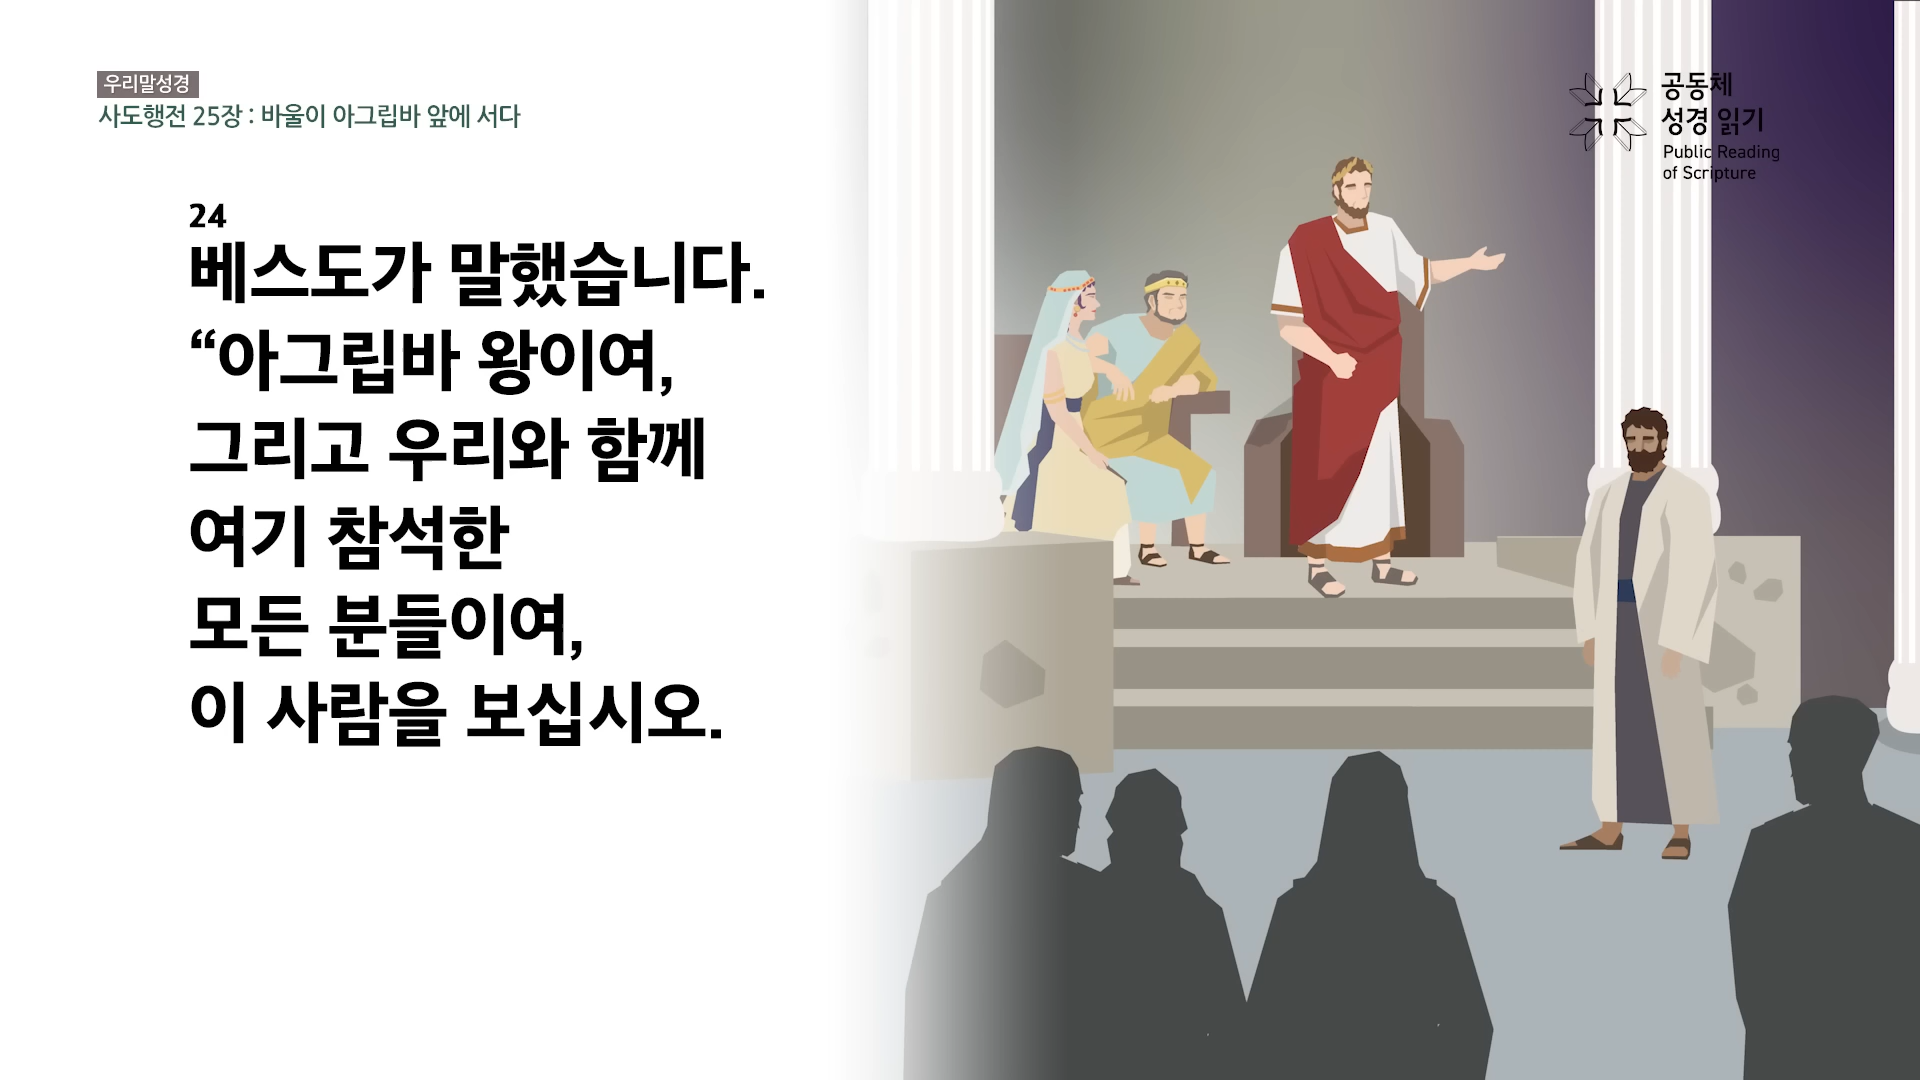 우리말성경
사도행전 25장 : 바울이 아그립바 앞에 서다
24
베스도가 말했습니다.
“아그립바 왕이여,
그리고 우리와 함께
여기 참석한
모든 분들이여,
이 사람을 보십시오.
공동체
성경 읽기
Public Reading
of Scripture